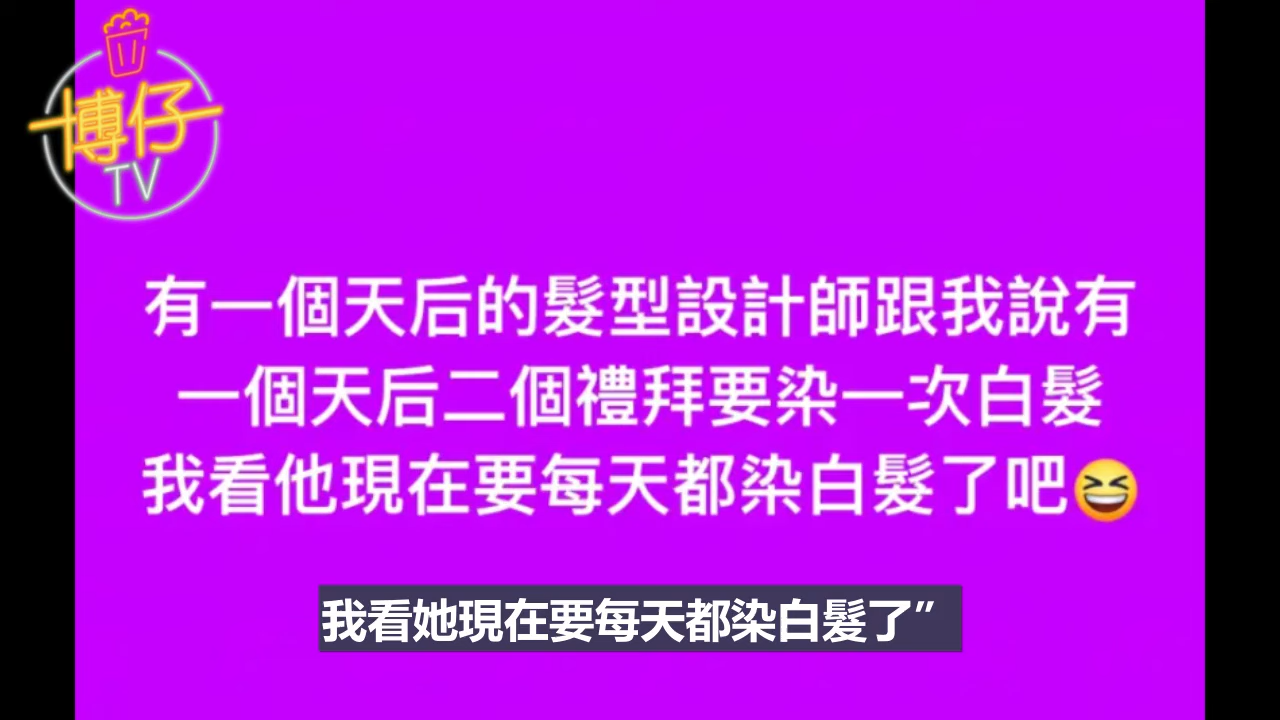 博仔
TV
有一個天后的髮型設計師跟我說有
一個天后二個禮拜要染一次白髮
我看他現在要每天都染白髮了吧😆
我看她現在要每天都染白髮了”